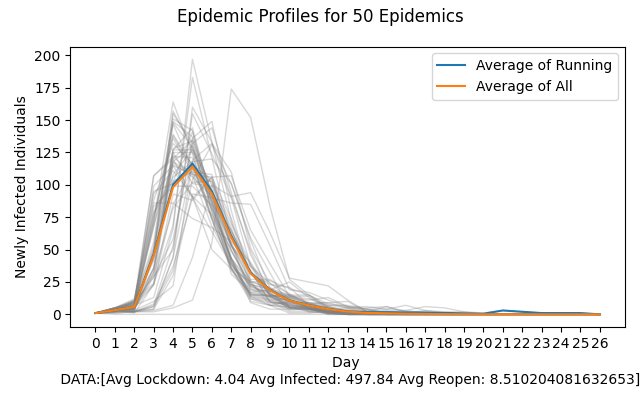 Epidemic Profiles for 50 Epidemics
200
175
150
125
100
75
50
25
0
Newly Infected Individuals
Average of Running
Average of All
0 1 2 3 4 5 6 7 8 9 10 11 12 13 14 15 16 17 18 19 20 21 22 23 24 25 26
Day
DATA:[Avg Lockdown: 4.04 Avg Infected: 497.84 Avg Reopen: 8.510204081632653]